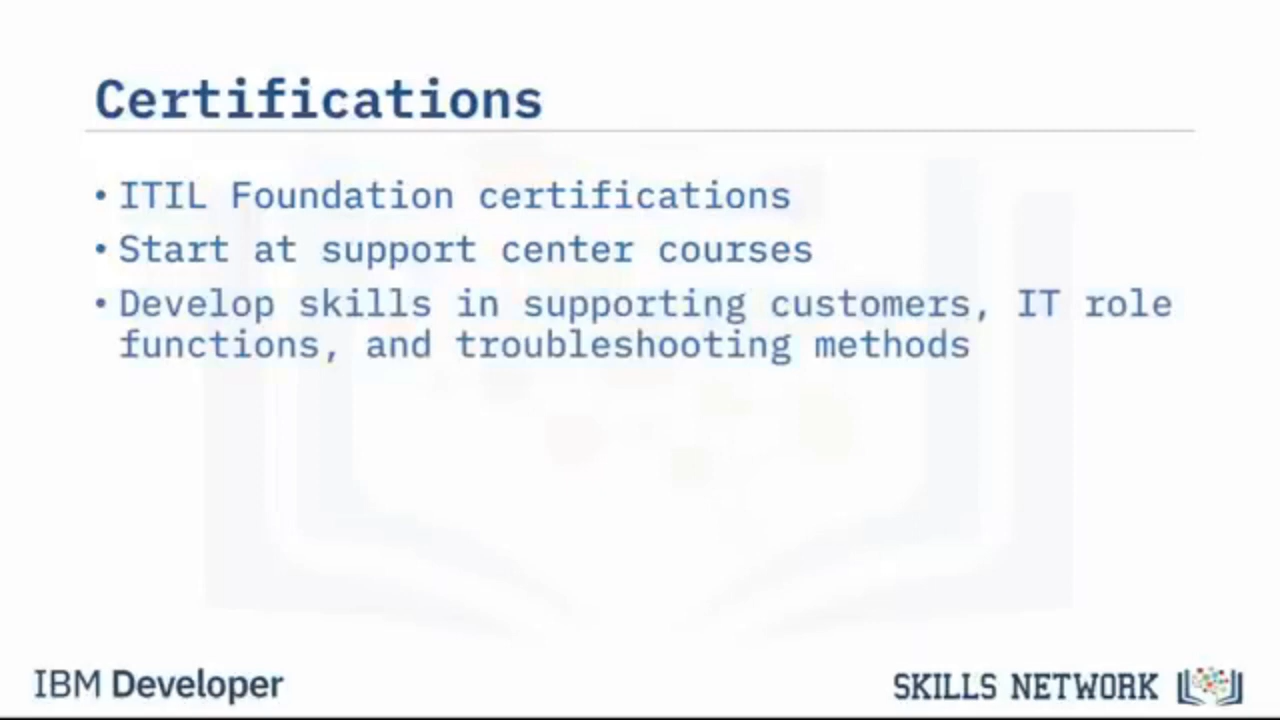 Certifications
• ITIL Foundation certifications
• Start at support center courses
• Develop skills in supporting customers, IT role
functions, and troubleshooting methods
IBM Developer
SKILLS NETWORK